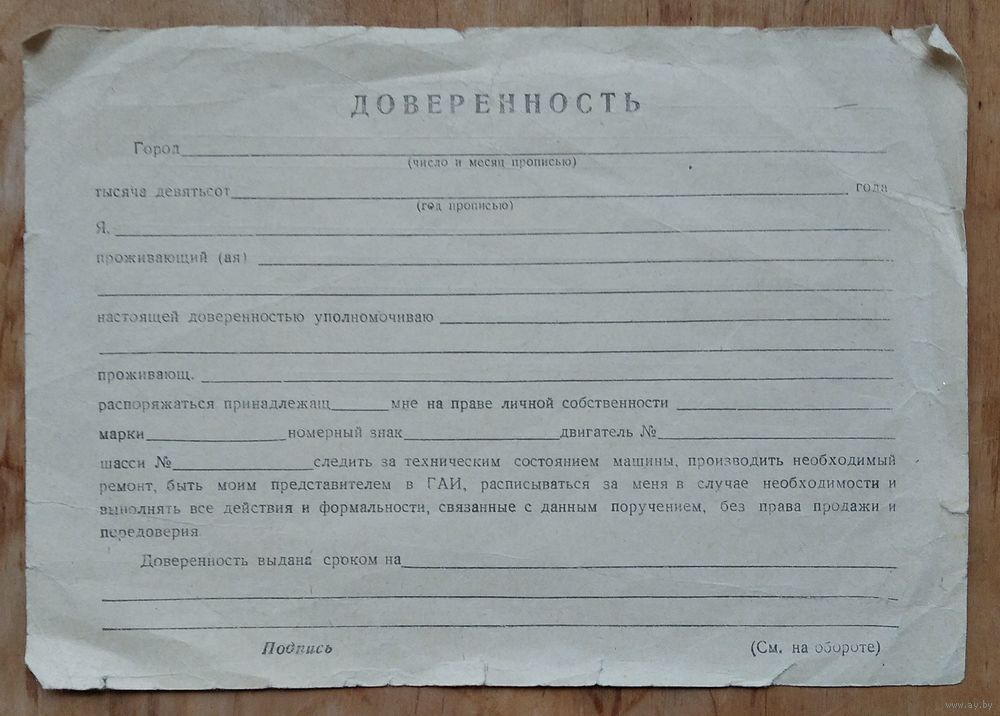 ДОВЕРЕННОСТЬ
Город
(число и месяц прописью)
тысяча девятьсот года
(год прописью)
Я,
проживающий (ая)
настоящей доверенностью уполномочиваю
проживающ.
распоряжаться принадлежащ мне на праве личной собственности
марки номерный знак двигатель №
шасси № следить за техническим состоянием машины, производить необходимый
ремонт, быть моим представителем в ГАИ, расписываться за меня в случае необходимости и
выполнять все действия и формальности, связанные с данным поручением, без права продажи и
передоверия
Доверенность выдана сроком на
Подпись (См. на обороте)
www.ay.by